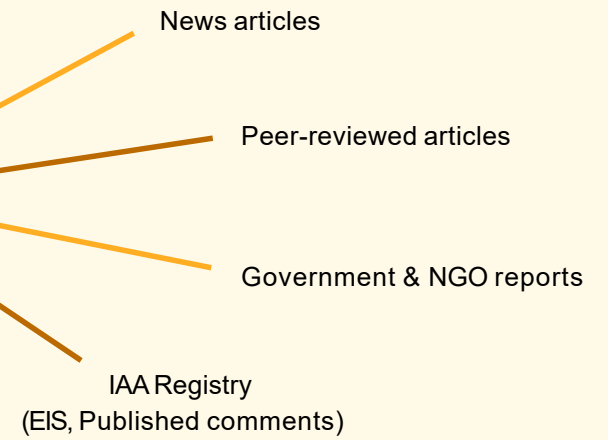 News articles
Peer-reviewed articles
Government & NGO reports
IAA Registry
(EIS, Published comments)